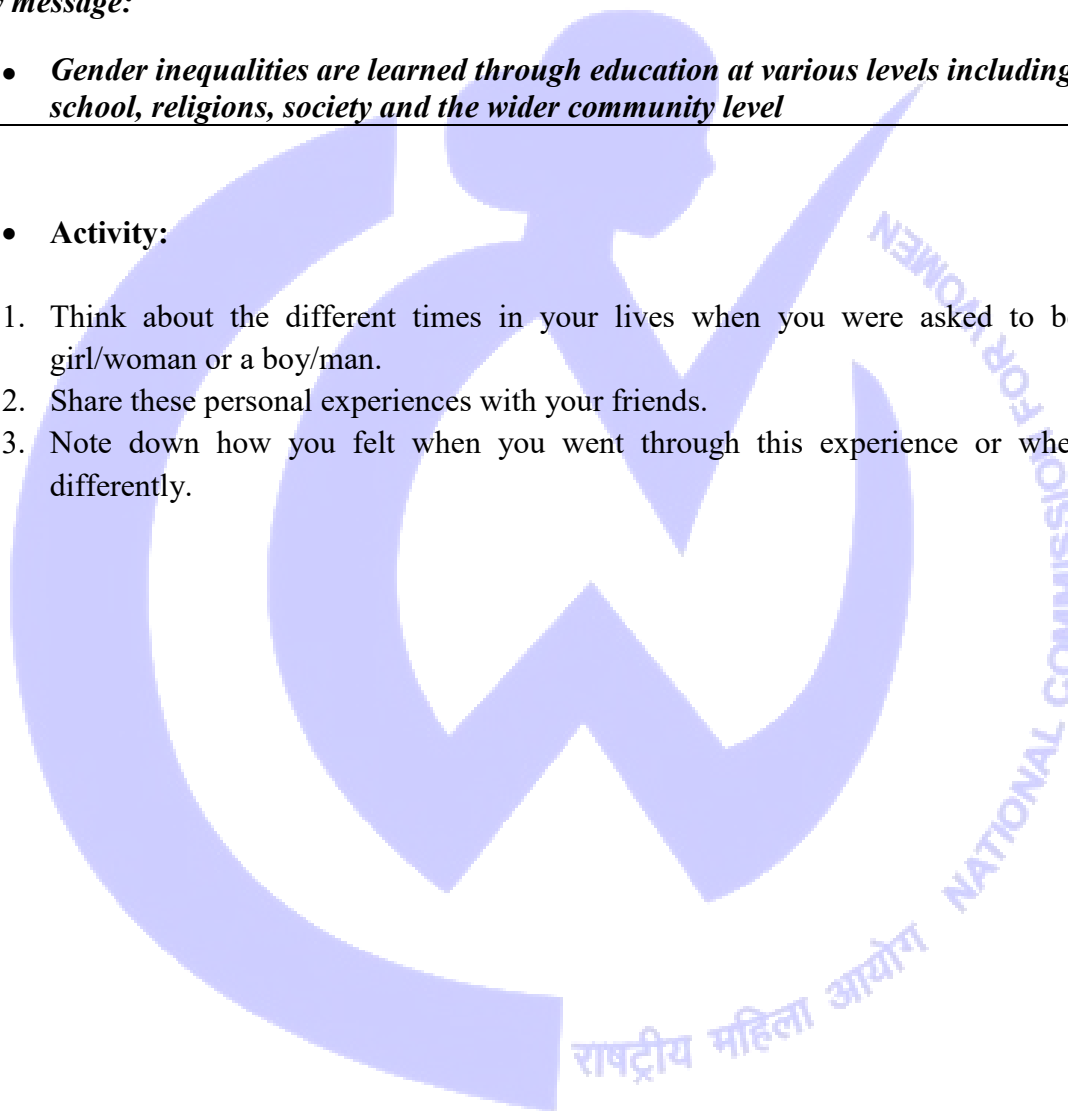 message:
• Gender inequalities are learned through education at various levels including
school, religions, society and the wider community level
• Activity:
1. Think about the different times in your lives when you were asked to
girl/woman or a boy/man.
2. Share these personal experiences with your friends.
3. Note down how you felt when you went through this experience or
differently.
राषट्रीय महिला आयोग NATIONAL COMMISSION FOR WOMEN